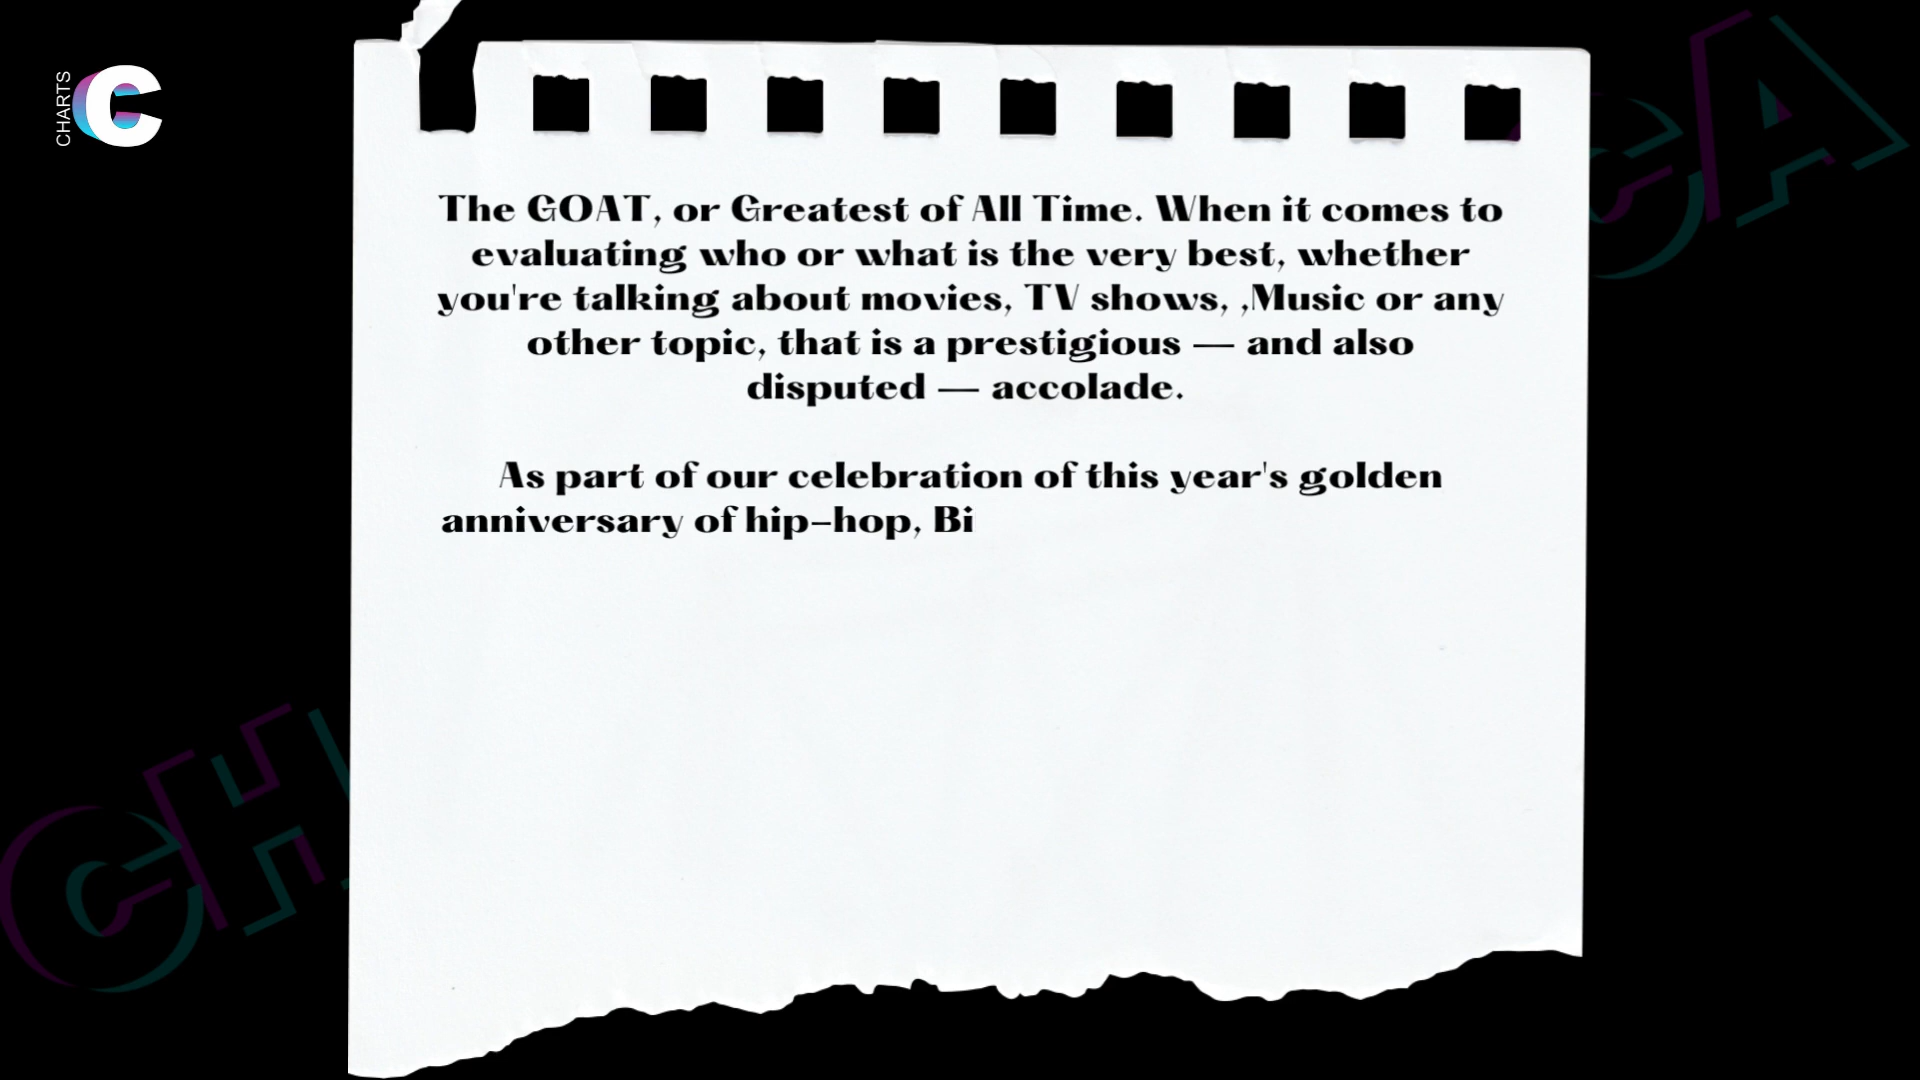 CHARTS
C
The GOAT, or Greatest of All Time. When it comes to
evaluating who or what is the very best, whether
you're talking about movies, TV shows, ,Music or any
other topic, that is a prestigious — and also
disputed — accolade.
As part of our celebration of this year's golden
anniversary of hip-hop, Bi
CH
CA